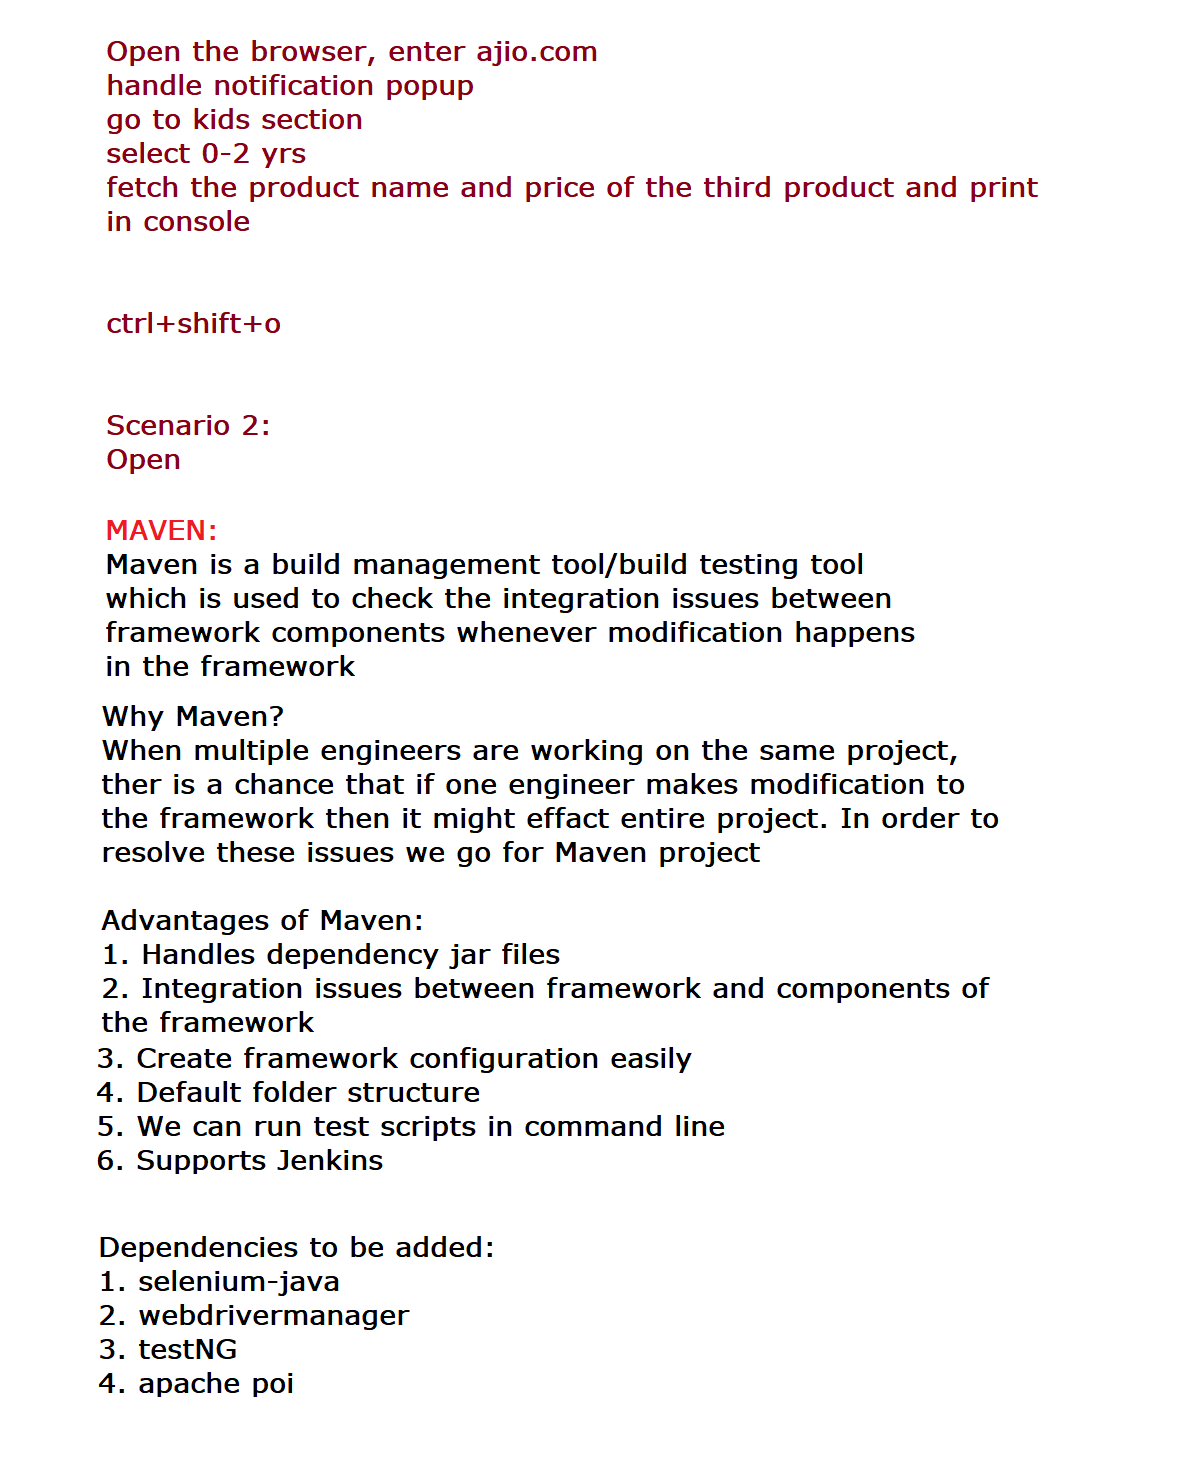 Open the browser, enter ajio.com
handle notification popup
go to kids section
select 0-2 yrs
fetch the product name and price of the third product and print
in console
ctrl+shift+o
Scenario 2:
Open
MAVEN:
Maven is a build management tool/build testing tool
which is used to check the integration issues between
framework components whenever modification happens
in the framework
Why Maven?
When multiple engineers are working on the same project,
ther is a chance that if one engineer makes modification to
the framework then it might effact entire project. In order to
resolve these issues we go for Maven project
Advantages of Maven:
1. Handles dependency jar files
2. Integration issues between framework and components of
the framework
3. Create framework configuration easily
4. Default folder structure
5. We can run test scripts in command line
6. Supports Jenkins
Dependencies to be added:
1. selenium-java
2. webdrivermanager
3. testNG
4. apache poi